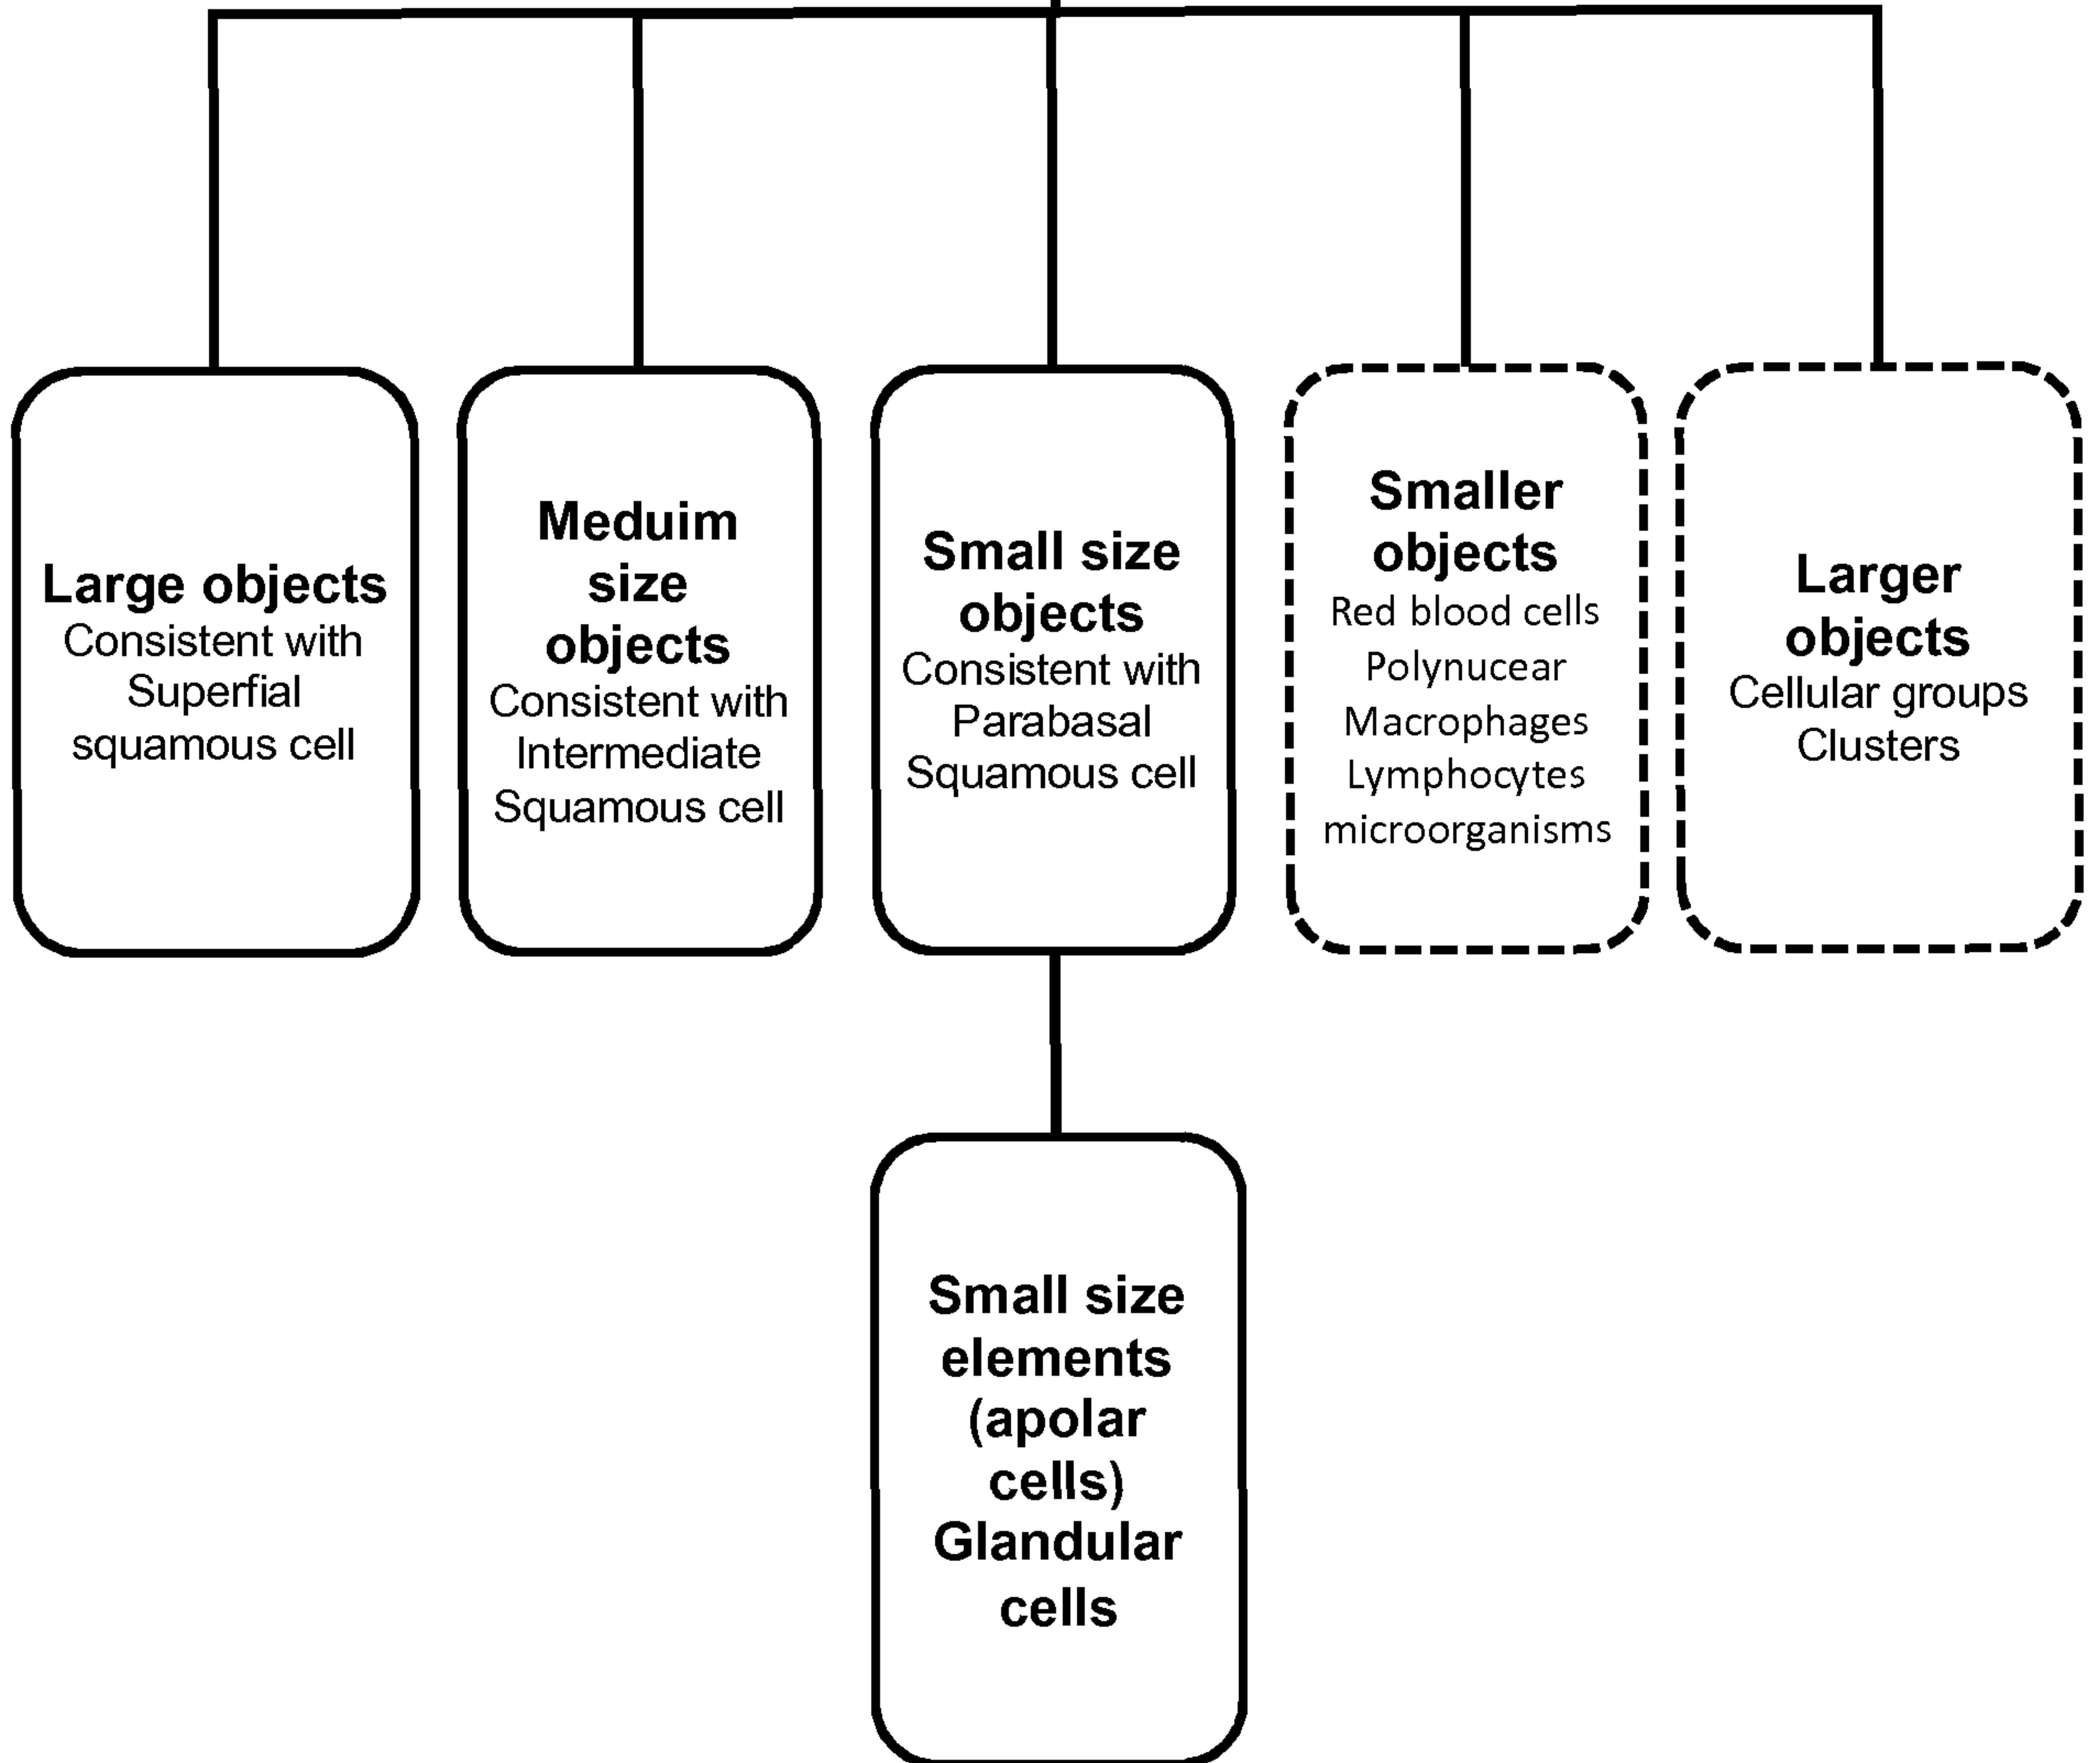 Large objects
Consistent with
Superfial
squamous cell
Meduim
size
objects
Consistent with
Intermediate
Squamous cell
Small size
objects
Consistent with
Parabasal
Squamous cell
Smaller
objects
Red blood cells
Polynucear
Macrophages
Lymphocytes
microorganisms
Larger
objects
Cellular groups
Clusters
Small size
elements
(apolar
cells)
Glandular
cells